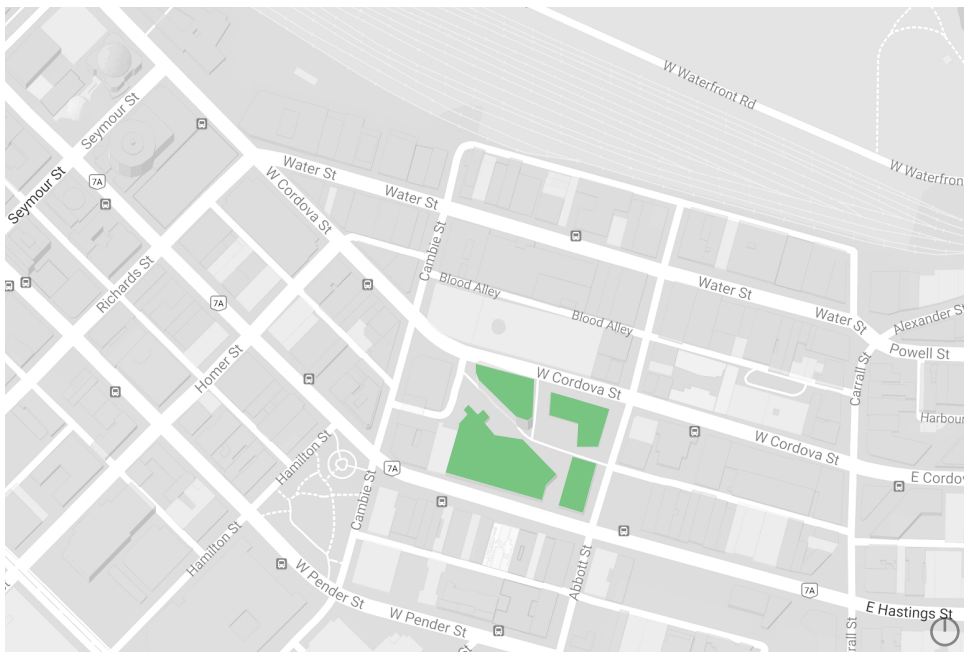 W Waterfront Rd
Seymour St
W Waterfront
Water St
7A
Water St
Seymour St
W Cordova St
Cambie St
Richards St
Blood Alley
Water St
7A
Blood Alley
Water St
Alexander St
Powell St
Homer St
W Cordova St
Carrall St
Harbour
Hamilton St
W Cordova St
7A
E Cordo
Cambie St
Hamilton St
Abbott St
W Pender St
7A
E Hastings St
W Pender St
rall St